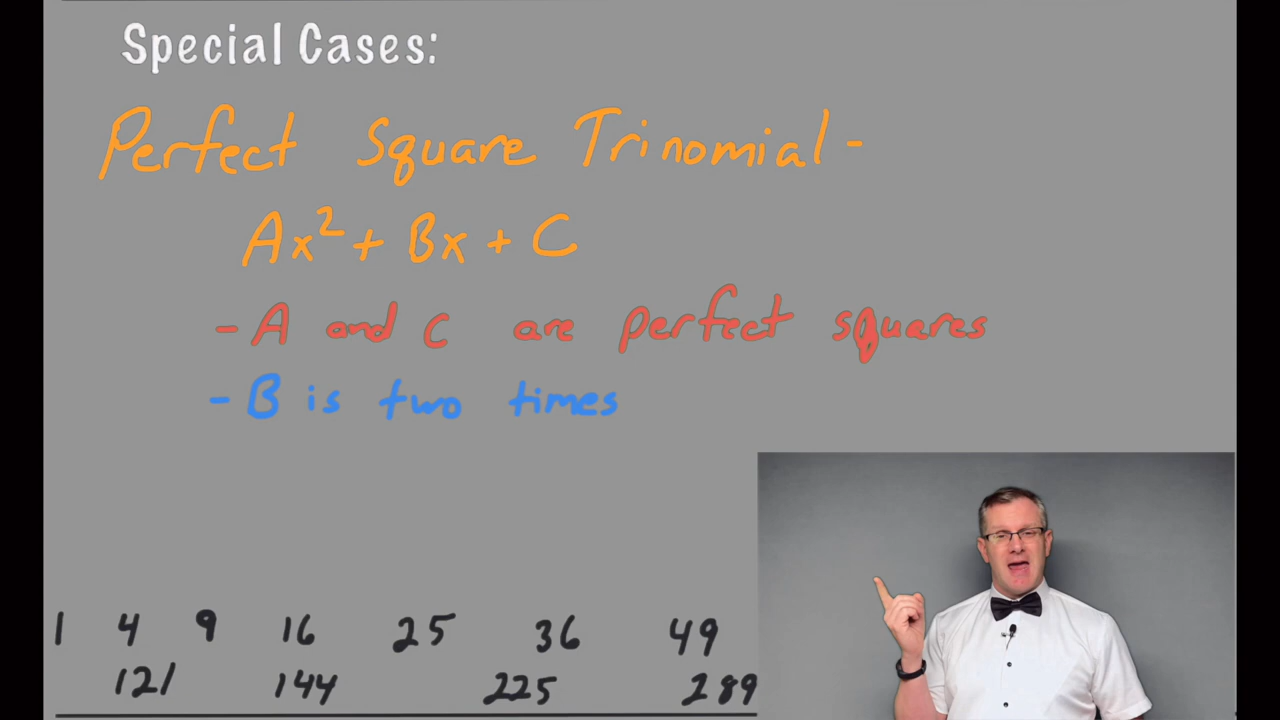 Special Cases:
Perfect Square Trinomial -
Ax² + Bx + C
- A and C are perfect squares
- B is two times
1 4 9 16 25 36 49
121 144 225 289